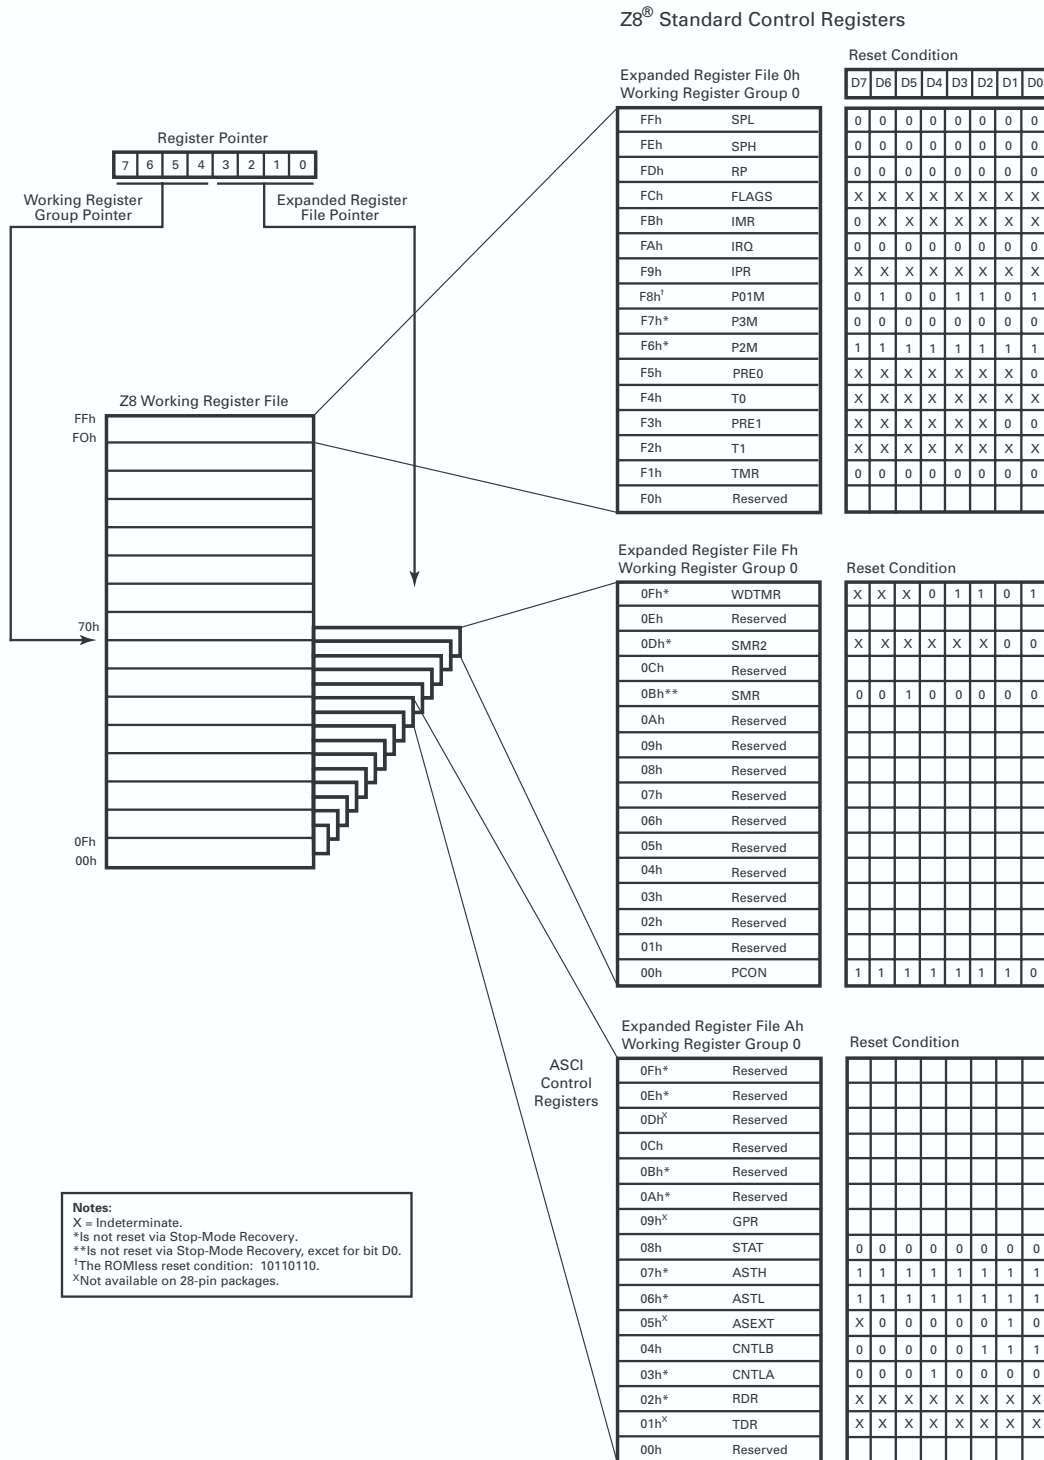 Z8® Standard Control Registers
Reset Condition
Expanded Register File 0h
Working Register Group 0
D7 D6 D5 D4 D3 D2 D1 D0
FFh SPL 0 0 0 0 0 0 0 0
FEh SPH 0 0 0 0 0 0 0 0
FDh RP 0 0 0 0 0 0 0 0
FCh FLAGS X X X X X X X X
FBh IMR 0 X X X X X X X
FAh IRQ 0 0 0 0 0 0 0 0
F9h IPR X X X X X X X X
F8h† P01M 0 1 0 0 1 1 0 1
F7h* P3M 0 0 0 0 0 0 0 0
F6h* P2M 1 1 1 1 1 1 1 1
F5h PRE0 X X X X X X X 0
F4h T0 X X X X X X X X
F3h PRE1 X X X X X X 0 0
F2h T1 X X X X X X X X
F1h TMR 0 0 0 0 0 0 0 0
F0h Reserved
Register Pointer
7 6 5 4 3 2 1 0
Working Register
Group Pointer
Expanded Register
File Pointer
Z8 Working Register File
FFh
FOh
70h
0Fh
00h
Expanded Register File Fh
Working Register Group 0
Reset Condition
0Fh* WDTMR X X X 0 1 1 0 1
0Eh Reserved
0Dh* SMR2 X X X X X X 0 0
0Ch Reserved
0Bh** SMR 0 0 1 0 0 0 0 0
0Ah Reserved
09h Reserved
08h Reserved
07h Reserved
06h Reserved
05h Reserved
04h Reserved
03h Reserved
02h Reserved
01h Reserved
00h PCON 1 1 1 1 1 1 1 0
Expanded Register File Ah
Working Register Group 0
Reset Condition
ASCI
Control
Registers
0Fh* Reserved
0Eh* Reserved
0Dhˣ Reserved
0Ch Reserved
0Bh* Reserved
0Ah* Reserved
09hˣ GPR
08h STAT 0 0 0 0 0 0 0 0
07h* ASTH 1 1 1 1 1 1 1 1
06h* ASTL 1 1 1 1 1 1 1 1
05hˣ ASEXT X 0 0 0 0 0 1 0
04h CNTLB 0 0 0 0 0 1 1 1
03h* CNTLA 0 0 0 1 0 0 0 0
02h* RDR X X X X X X X X
01hˣ TDR X X X X X X X X
00h Reserved
Notes:
X = Indeterminate.
*Is not reset via Stop-Mode Recovery.
**Is not reset via Stop-Mode Recovery, excet for bit D0.
†The ROMless reset condition: 10110110.
ˣNot available on 28-pin packages.